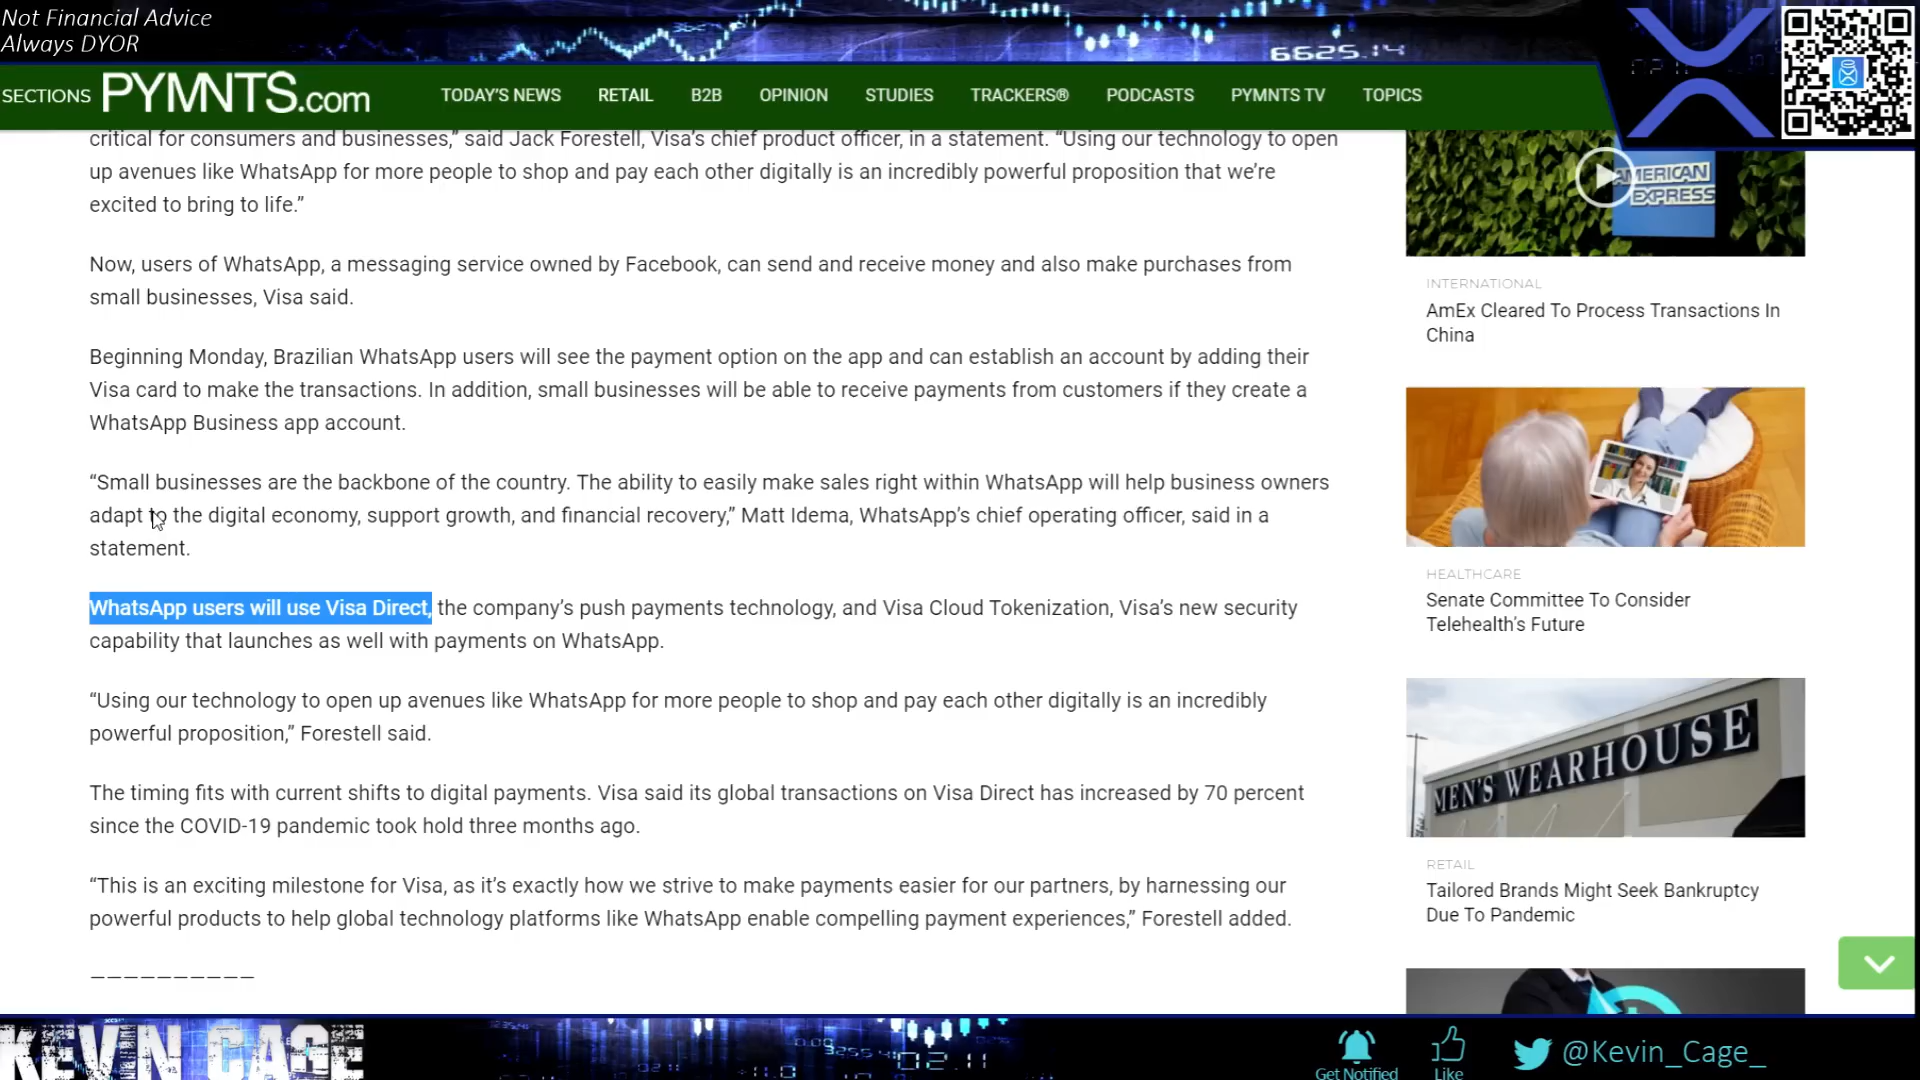 Not Financial Advice
Always DYOR
6625.14
SECTIONS PYMNTS.com TODAY'S NEWS RETAIL B2B OPINION STUDIES TRACKERS® PODCASTS PYMNTS TV TOPICS
critical for consumers and businesses,” said Jack Forestell, Visa’s chief product officer, in a statement. “Using our technology to open
up avenues like WhatsApp for more people to shop and pay each other digitally is an incredibly powerful proposition that we’re
excited to bring to life.”
Now, users of WhatsApp, a messaging service owned by Facebook, can send and receive money and also make purchases from
small businesses, Visa said.
Beginning Monday, Brazilian WhatsApp users will see the payment option on the app and can establish an account by adding their
Visa card to make the transactions. In addition, small businesses will be able to receive payments from customers if they create a
WhatsApp Business app account.
“Small businesses are the backbone of the country. The ability to easily make sales right within WhatsApp will help business owners
adapt to the digital economy, support growth, and financial recovery,” Matt Idema, WhatsApp’s chief operating officer, said in a
statement.
WhatsApp users will use Visa Direct, the company’s push payments technology, and Visa Cloud Tokenization, Visa’s new security
capability that launches as well with payments on WhatsApp.
“Using our technology to open up avenues like WhatsApp for more people to shop and pay each other digitally is an incredibly
powerful proposition,” Forestell said.
The timing fits with current shifts to digital payments. Visa said its global transactions on Visa Direct has increased by 70 percent
since the COVID-19 pandemic took hold three months ago.
“This is an exciting milestone for Visa, as it’s exactly how we strive to make payments easier for our partners, by harnessing our
powerful products to help global technology platforms like WhatsApp enable compelling payment experiences,” Forestell added.
——————————
AMERICAN
EXPRESS
INTERNATIONAL
AmEx Cleared To Process Transactions In
China
HEALTHCARE
Senate Committee To Consider
Telehealth's Future
MEN'S WEARHOUSE
RETAIL
Tailored Brands Might Seek Bankruptcy
Due To Pandemic
KEVIN CAGE
02.11
Get Notified
Like
@Kevin_Cage_